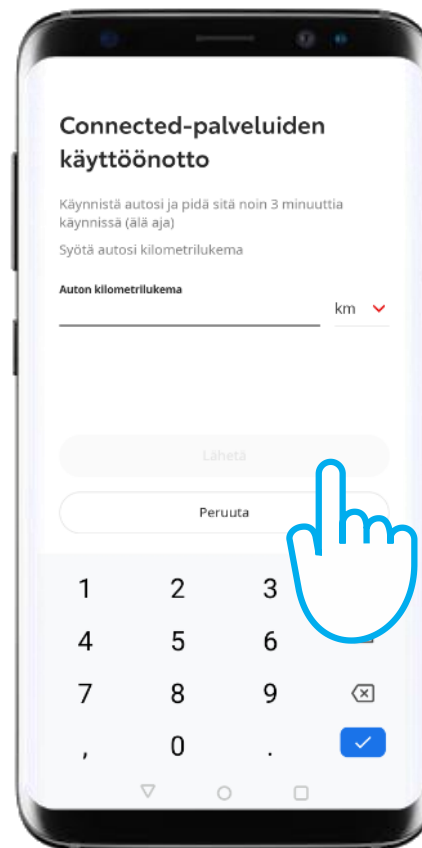 Connected-palveluiden
käyttöönotto
Käynnistä autosi ja pidä sitä noin 3 minuuttia
käynnissä (älä aja)
Syötä autosi kilometrilukema
Auton kilometrilukema
km
Lähetä
Peruuta
1 2 3
4 5 6
7 8 9
, 0 .